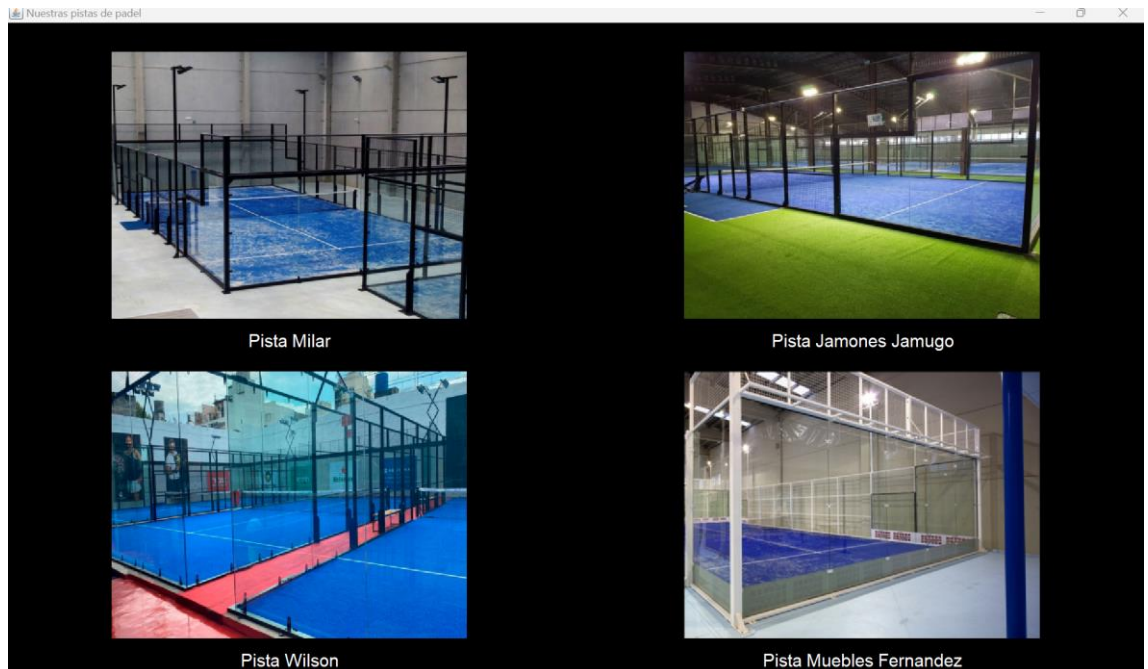 Nuestras pistas de padel
Pista Milar
Pista Jamones Jamugo
Pista Wilson
Pista Muebles Fernandez